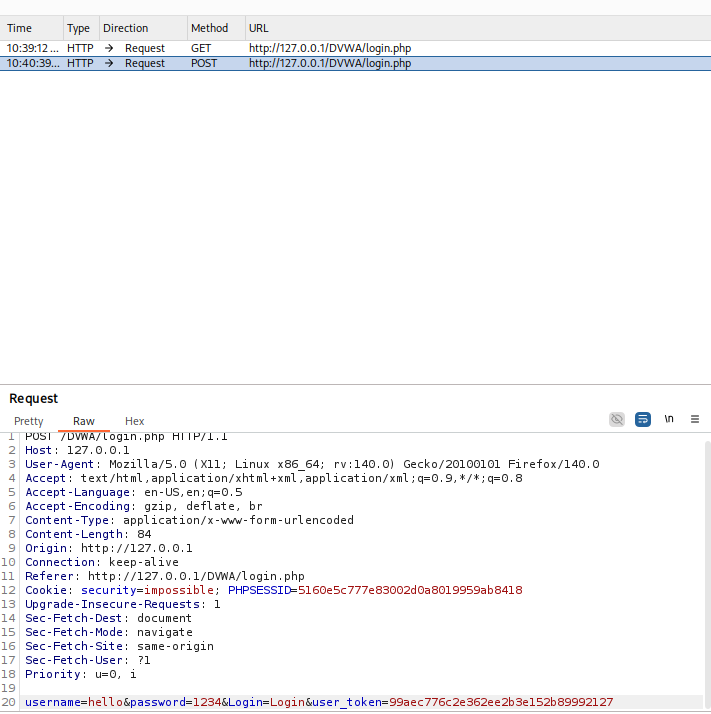 Time Type Direction Method URL
10:39:12 ... HTTP → Request GET http://127.0.0.1/DVWA/login.php
10:40:39... HTTP → Request POST http://127.0.0.1/DVWA/login.php
Request
Pretty Raw Hex \n
1 POST /DVWA/login.php HTTP/1.1
2 Host: 127.0.0.1
3 User-Agent: Mozilla/5.0 (X11; Linux x86_64; rv:140.0) Gecko/20100101 Firefox/140.0
4 Accept: text/html,application/xhtml+xml,application/xml;q=0.9,*/*;q=0.8
5 Accept-Language: en-US,en;q=0.5
6 Accept-Encoding: gzip, deflate, br
7 Content-Type: application/x-www-form-urlencoded
8 Content-Length: 84
9 Origin: http://127.0.0.1
10 Connection: keep-alive
11 Referer: http://127.0.0.1/DVWA/login.php
12 Cookie: security=impossible; PHPSESSID=5160e5c777e83002d0a8019959ab8418
13 Upgrade-Insecure-Requests: 1
14 Sec-Fetch-Dest: document
15 Sec-Fetch-Mode: navigate
16 Sec-Fetch-Site: same-origin
17 Sec-Fetch-User: ?1
18 Priority: u=0, i
19
20 username=hello&password=1234&Login=Login&user_token=99aec776c2e362ee2b3e152b89992127